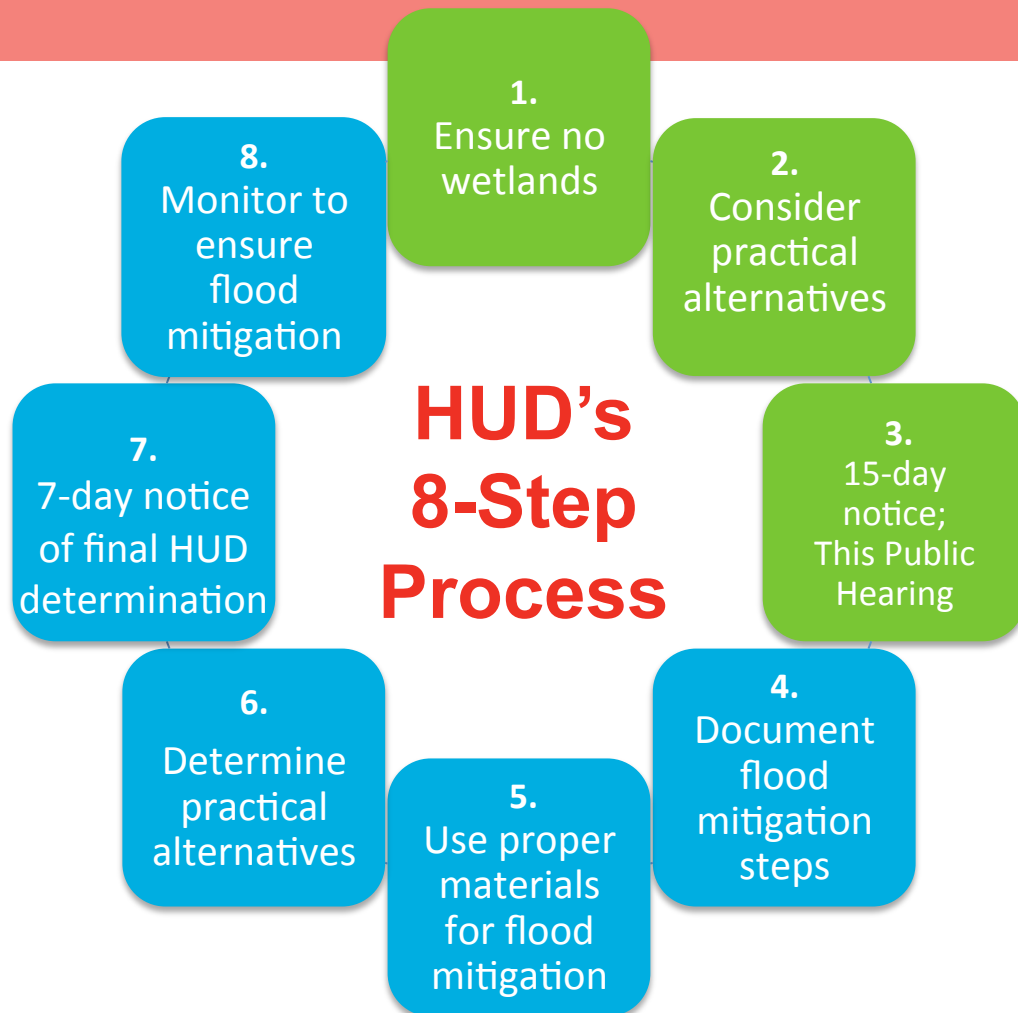 1.
Ensure no
wetlands
2.
Consider
practical
alternatives
3.
15-day
notice;
This Public
Hearing
4.
Document
flood
mitigation
steps
5.
Use proper
materials
for flood
mitigation
6.
Determine
practical
alternatives
7.
7-day notice
of final HUD
determination
8.
Monitor to
ensure
flood
mitigation
HUD’s
8-Step
Process